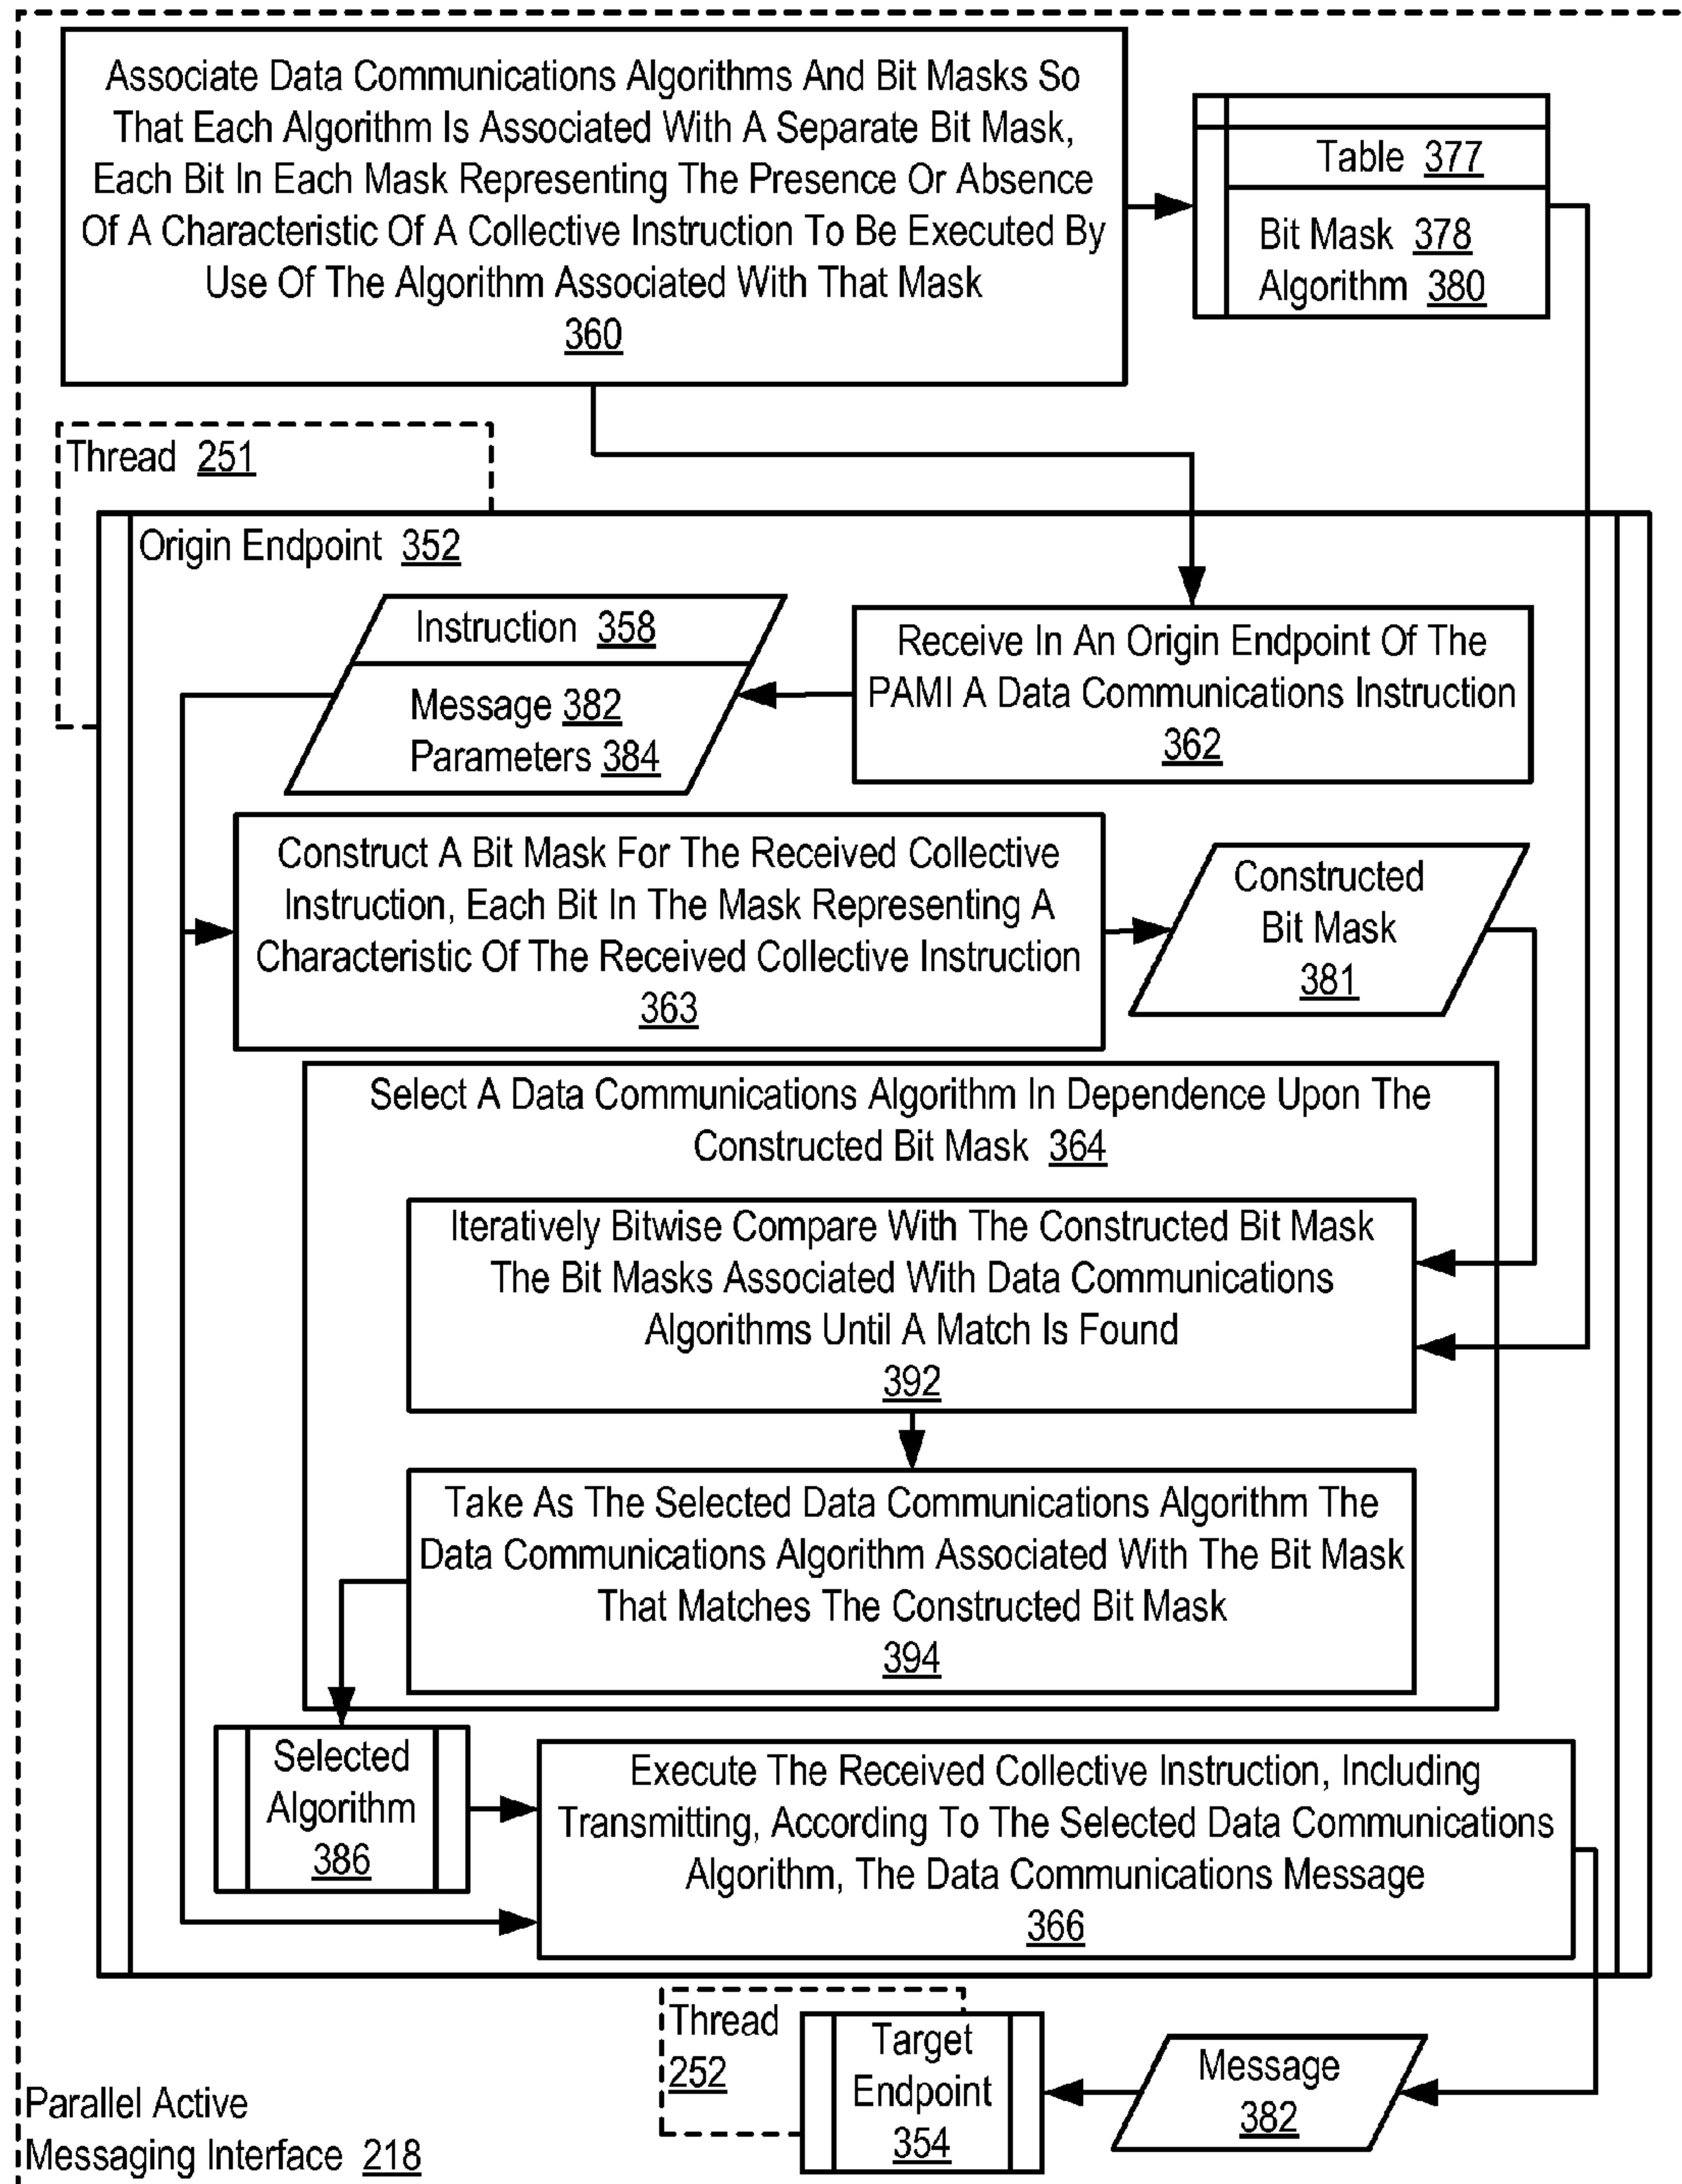 Associate Data Communications Algorithms And Bit Masks So
That Each Algorithm Is Associated With A Separate Bit Mask,
Each Bit In Each Mask Representing The Presence Or Absence
Of A Characteristic Of A Collective Instruction To Be Executed By
Use Of The Algorithm Associated With That Mask
360
Table 377
Bit Mask 378
Algorithm 380
Thread 251
Origin Endpoint 352
Instruction 358
Message 382
Parameters 384
Receive In An Origin Endpoint Of The
PAMI A Data Communications Instruction
362
Construct A Bit Mask For The Received Collective
Instruction, Each Bit In The Mask Representing A
Characteristic Of The Received Collective Instruction
363
Constructed
Bit Mask
381
Select A Data Communications Algorithm In Dependence Upon The
Constructed Bit Mask 364
Iteratively Bitwise Compare With The Constructed Bit Mask
The Bit Masks Associated With Data Communications
Algorithms Until A Match Is Found
392
Take As The Selected Data Communications Algorithm The
Data Communications Algorithm Associated With The Bit Mask
That Matches The Constructed Bit Mask
394
Selected
Algorithm
386
Execute The Received Collective Instruction, Including
Transmitting, According To The Selected Data Communications
Algorithm, The Data Communications Message
366
Thread
252
Target
Endpoint
354
Message
382
Parallel Active
Messaging Interface 218